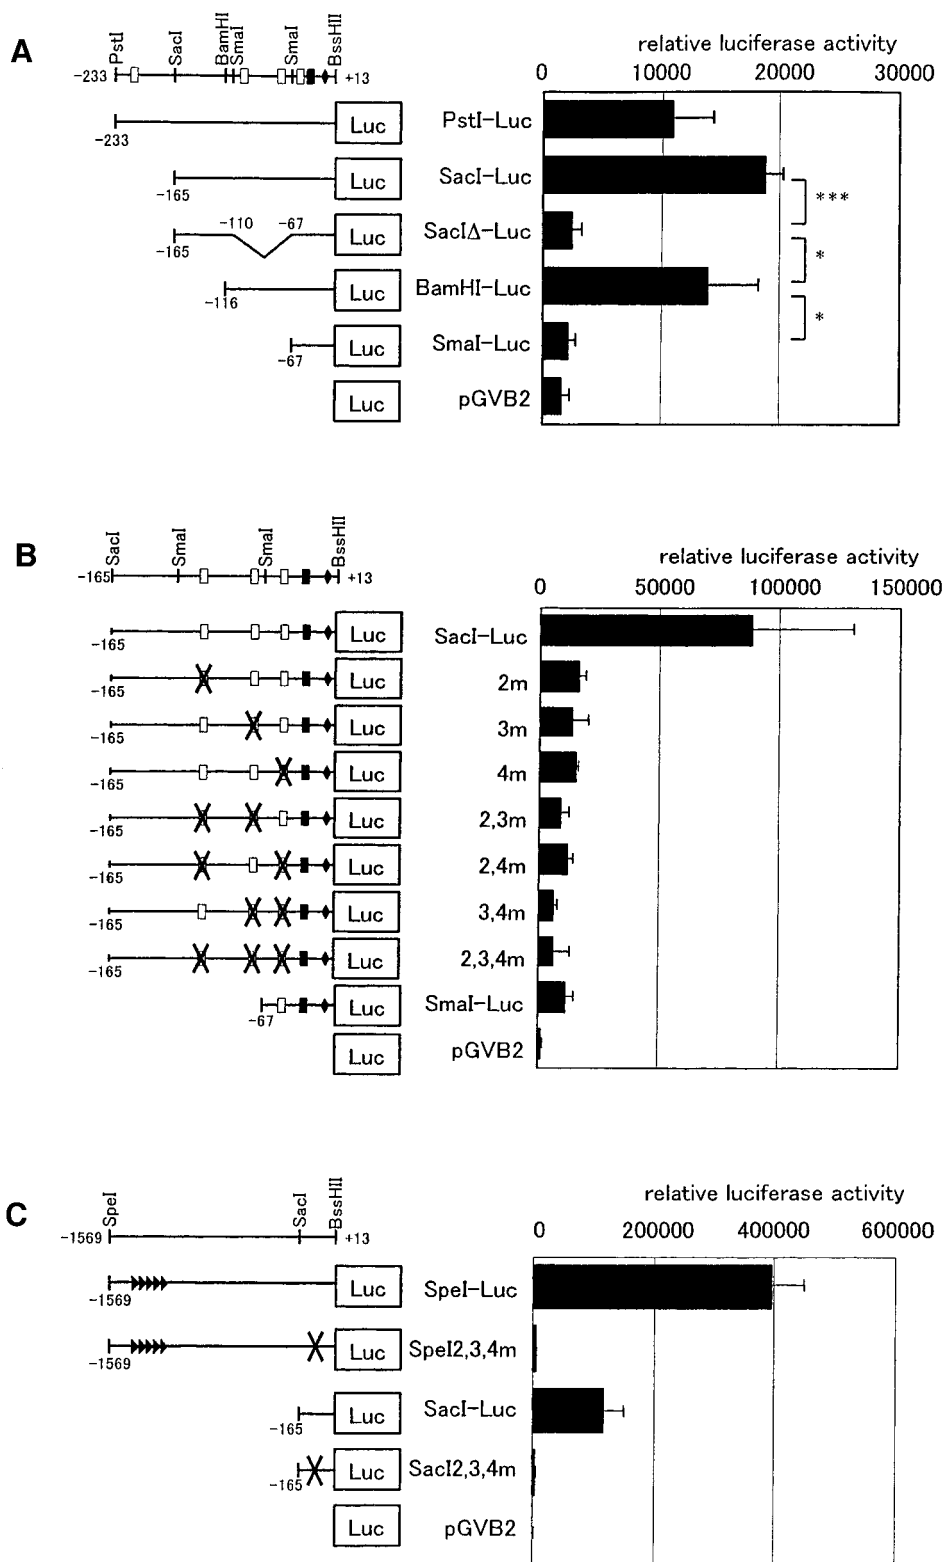 A
PstI
SacI
BamHI
SmaI
SmaI
BssHII
-233
+13
relative luciferase activity
0 10000 20000 30000
-233
Luc
PstI-Luc
-165
Luc
SacI-Luc
***
-165
-110
-67
Luc
SacIΔ-Luc
*
-116
Luc
BamHI-Luc
*
-67
Luc
SmaI-Luc
Luc
pGVB2
B
SacI
SmaI
SmaI
BssHII
-165
+13
relative luciferase activity
0 50000 100000 150000
-165
Luc
SacI-Luc
-165
Luc
2m
-165
Luc
3m
-165
Luc
4m
-165
Luc
2,3m
-165
Luc
2,4m
-165
Luc
3,4m
-165
Luc
2,3,4m
-67
Luc
SmaI-Luc
Luc
pGVB2
C
SpeI
SacI
BssHII
-1569
+13
relative luciferase activity
0 200000 400000 600000
-1569
Luc
SpeI-Luc
-1569
Luc
SpeI2,3,4m
-165
Luc
SacI-Luc
-165
Luc
SacI2,3,4m
Luc
pGVB2